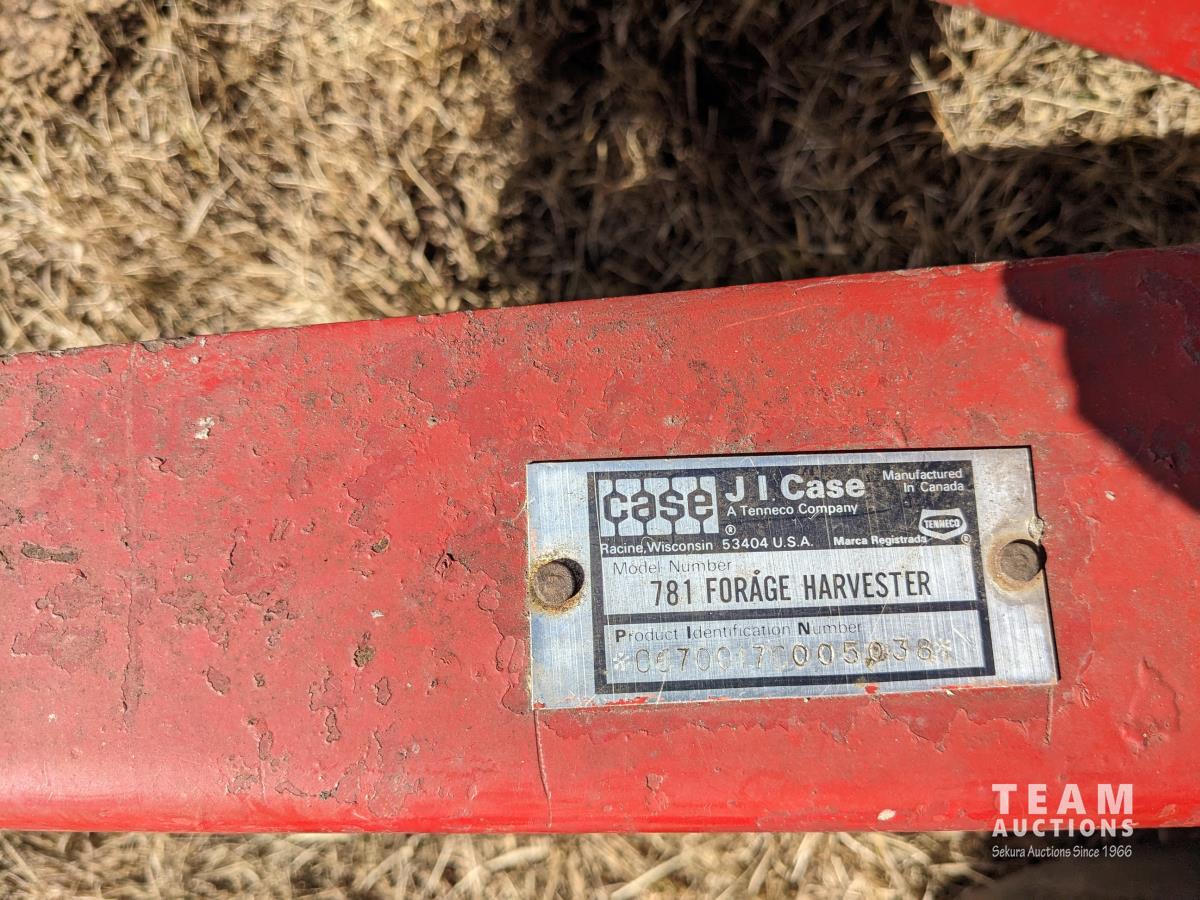 case
®
J I Case
A Tenneco Company
Manufactured
In Canada
TENNECO
®
Racine, Wisconsin 53404 U.S.A.
Marca Registrada
Model Number
781 FORAGE HARVESTER
Product Identification Number
TEAM
AUCTIONS
Sekura Auctions Since 1966